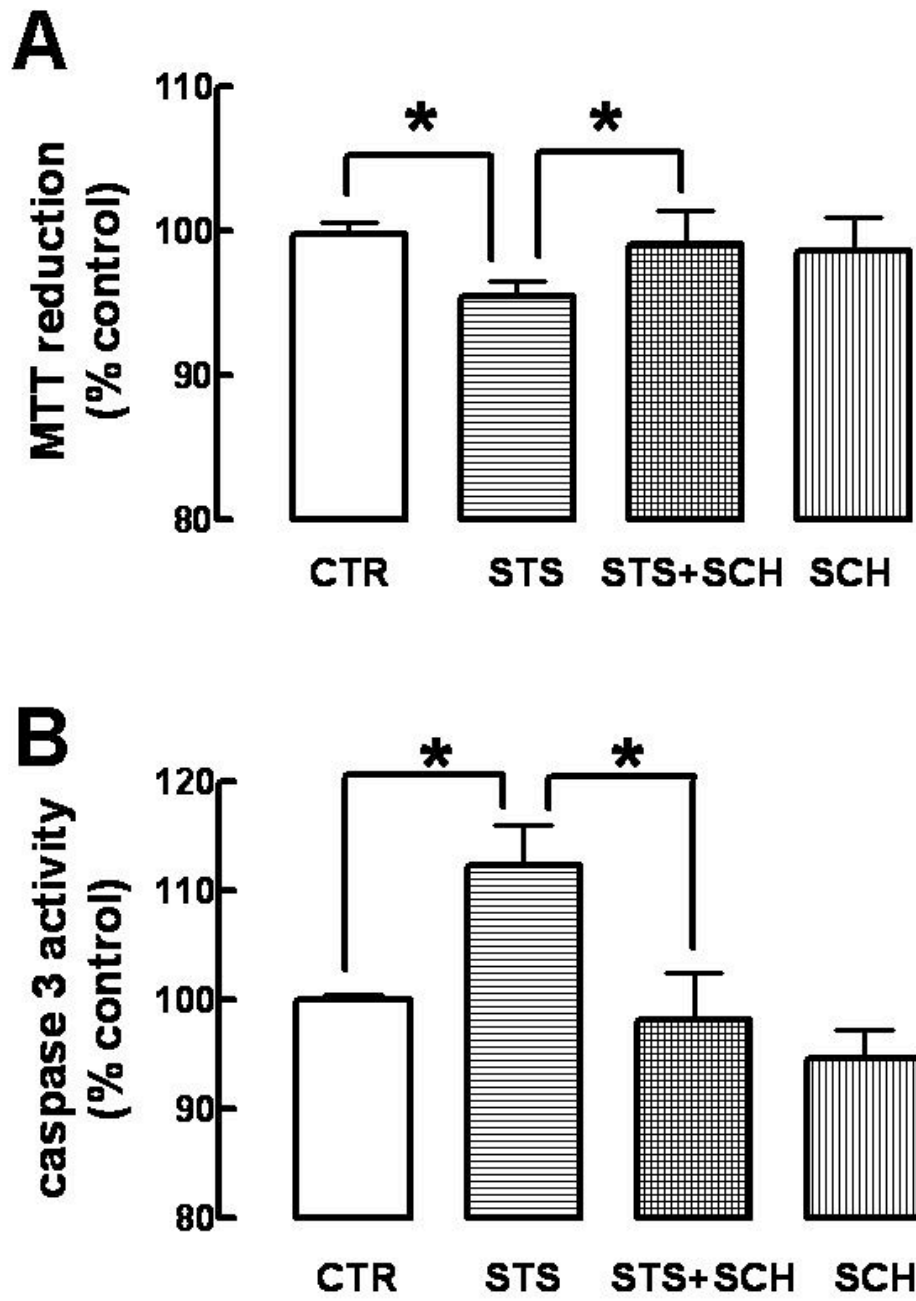 A
MTT reduction
(% control)
110
100
90
80
*
*
CTR STS STS+SCH SCH
B
caspase 3 activity
(% control)
120
110
100
90
80
*
*
CTR STS STS+SCH SCH